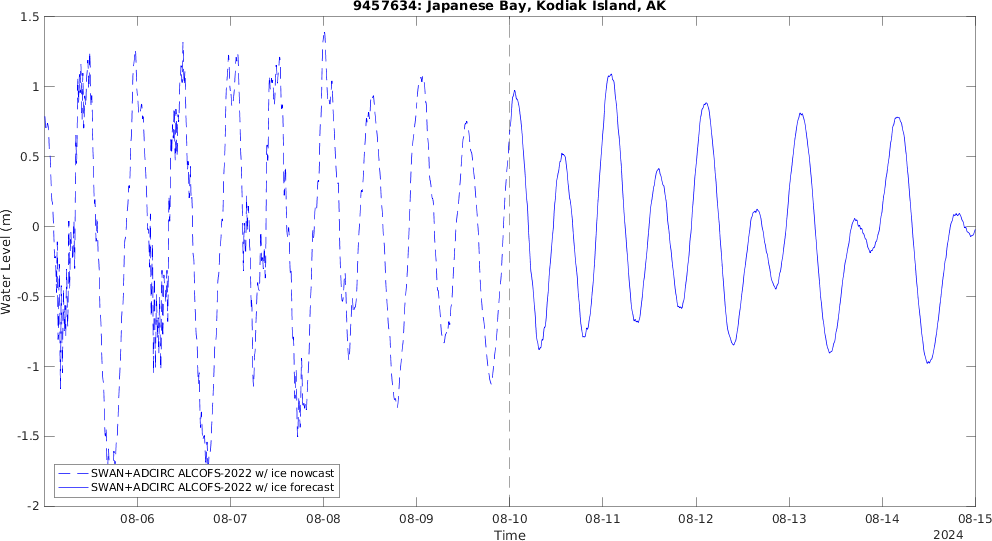 9457634: Japanese Bay, Kodiak Island, AK
Water Level (m)
1.5
1
0.5
0
-0.5
-1
-1.5
-2
SWAN+ADCIRC ALCOFS-2022 w/ ice nowcast
SWAN+ADCIRC ALCOFS-2022 w/ ice forecast
08-06 08-07 08-08 08-09 08-10 08-11 08-12 08-13 08-14 08-15
Time
2024